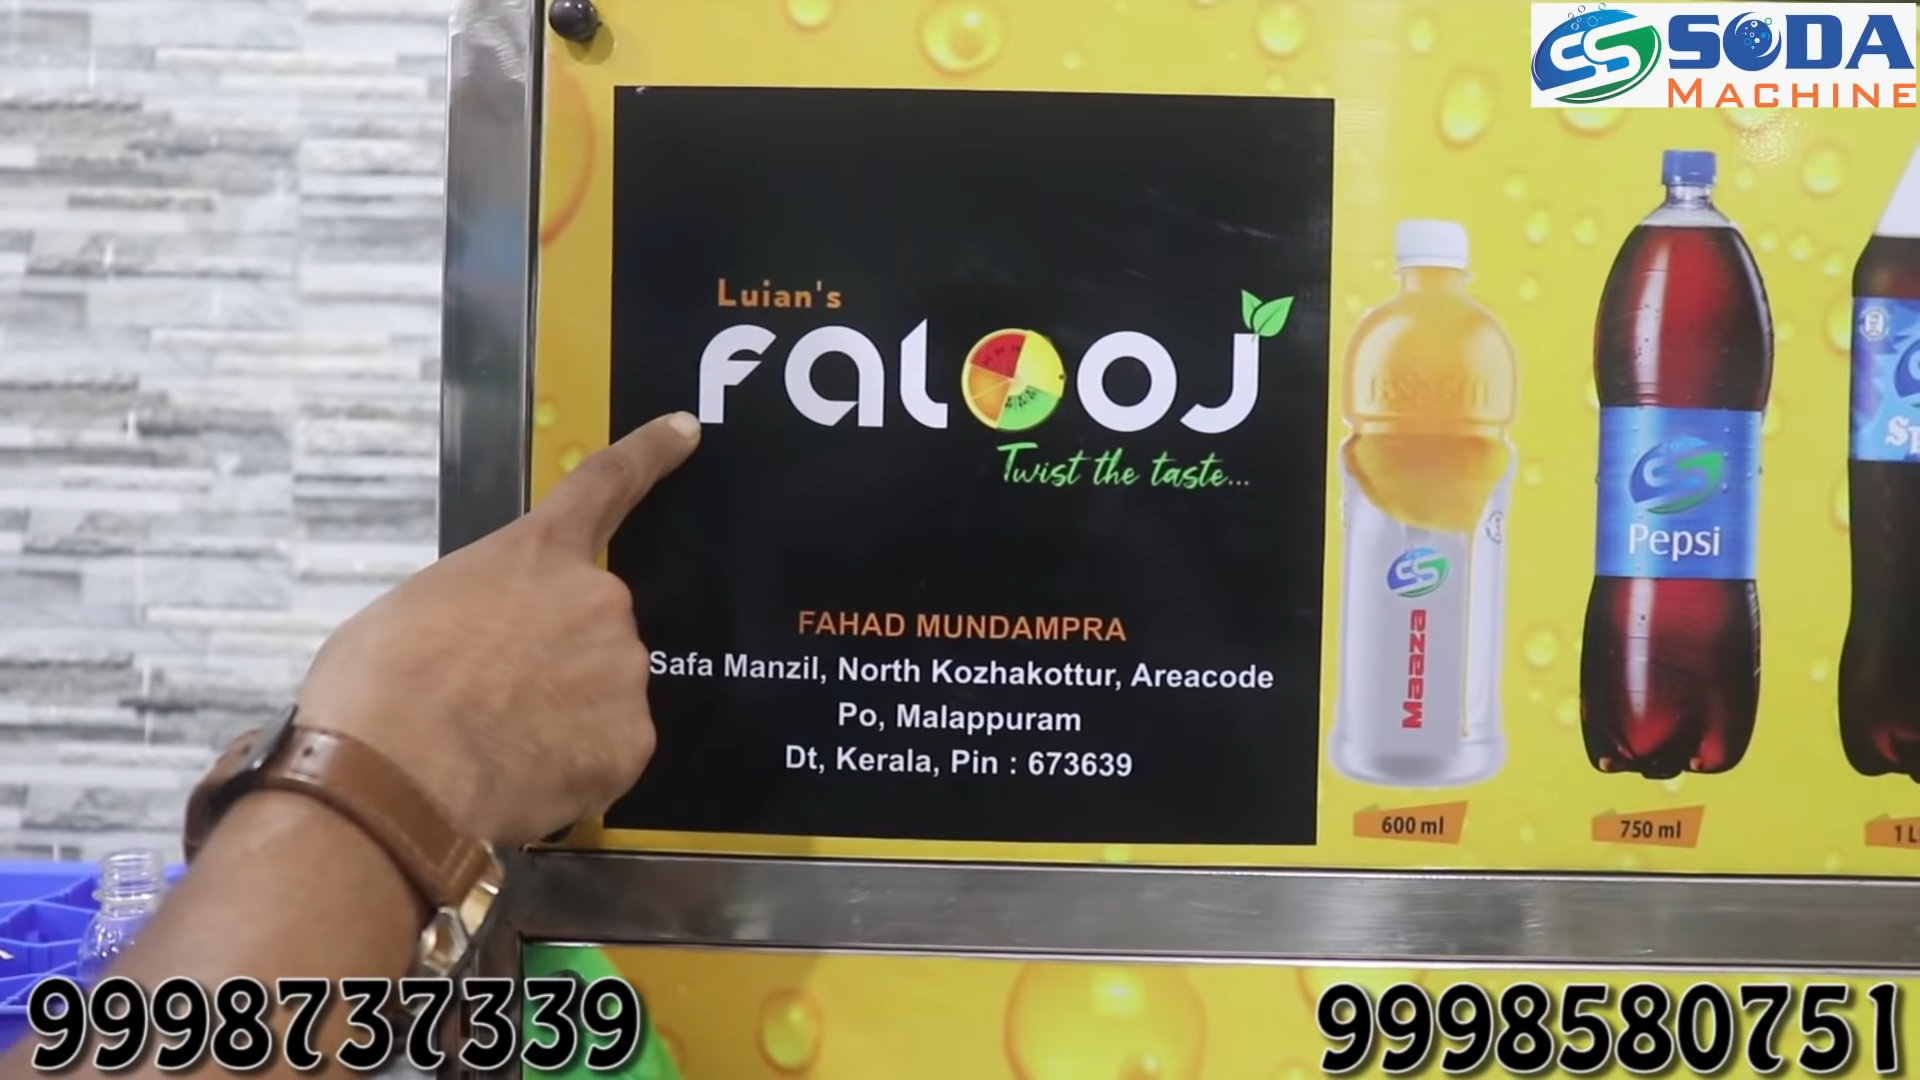 SODA
MACHINE
Luian's
FALOOJ
Twist the taste...
FAHAD MUNDAMPRA
Safa Manzil, North Kozhakottur, Areacode
Po, Malappuram
Dt, Kerala, Pin : 673639
Maaza
Pepsi
600 ml
750 ml
1 L
9998737339
9998580751